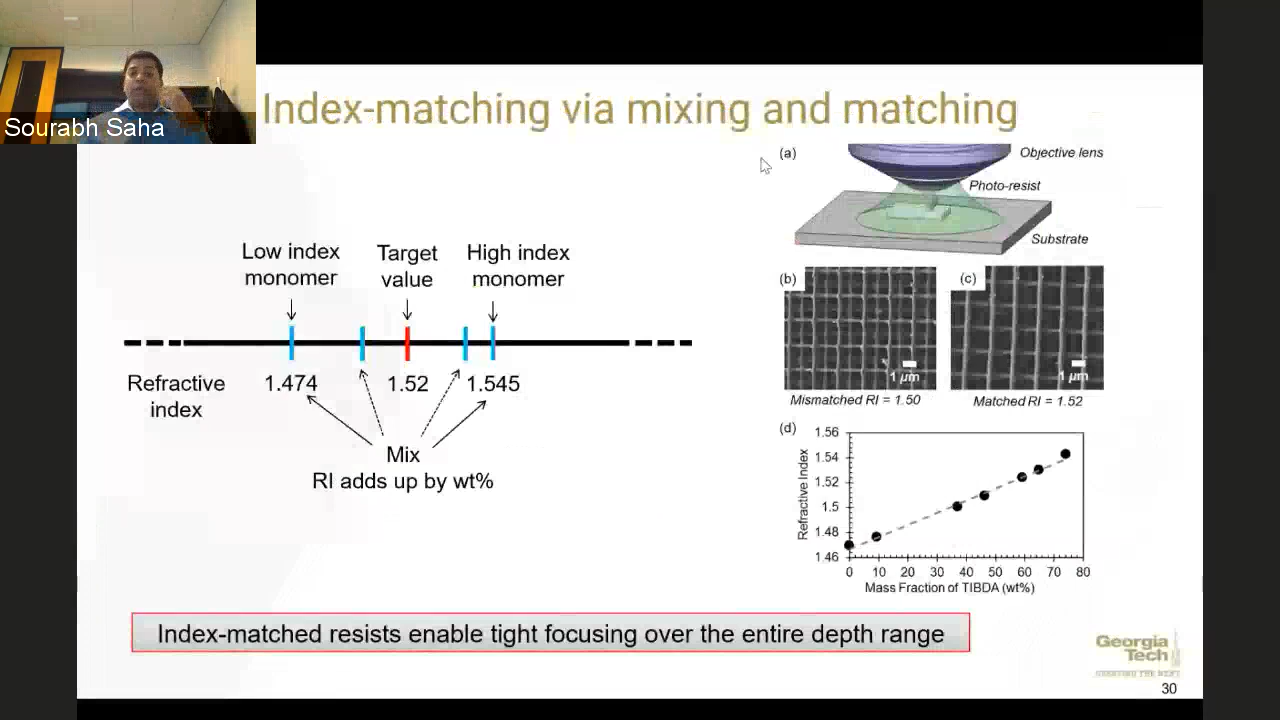 Sourabh Saha
Index-matching via mixing and matching
Low index
monomer
Target
value
High index
monomer
Refractive
index
1.474
1.52
1.545
Mix
RI adds up by wt%
(a)
Objective lens
Photo-resist
Substrate
(b)
1 µm
Mismatched RI = 1.50
(c)
1 µm
Matched RI = 1.52
(d)
Refractive Index
1.56
1.54
1.52
1.5
1.48
1.46
0 10 20 30 40 50 60 70 80
Mass Fraction of TIBDA (wt%)
Index-matched resists enable tight focusing over the entire depth range
Georgia
Tech
CREATING THE NEXT
30